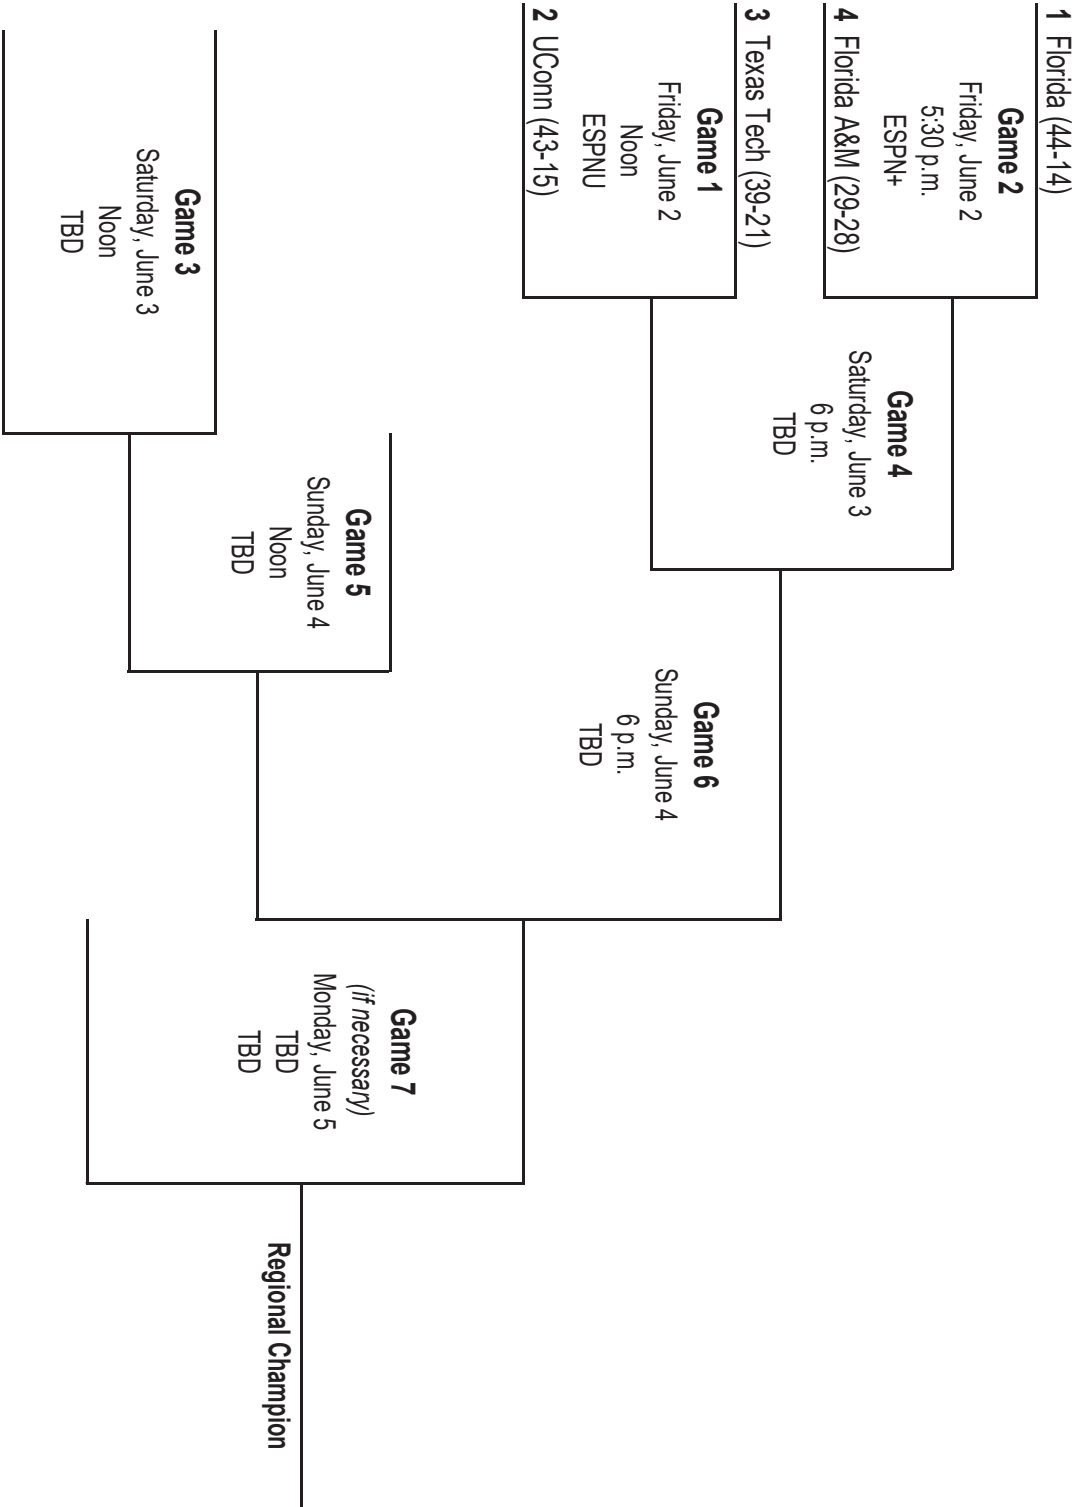 1 Florida (44-14)
Game 2
Friday, June 2
5:30 p.m.
ESPN+
4 Florida A&M (29-28)
3 Texas Tech (39-21)
Game 1
Friday, June 2
Noon
ESPNU
2 UConn (43-15)
Game 4
Saturday, June 3
6 p.m.
TBD
Game 3
Saturday, June 3
Noon
TBD
Game 5
Sunday, June 4
Noon
TBD
Game 6
Sunday, June 4
6 p.m.
TBD
Game 7
(if necessary)
Monday, June 5
TBD
TBD
Regional Champion